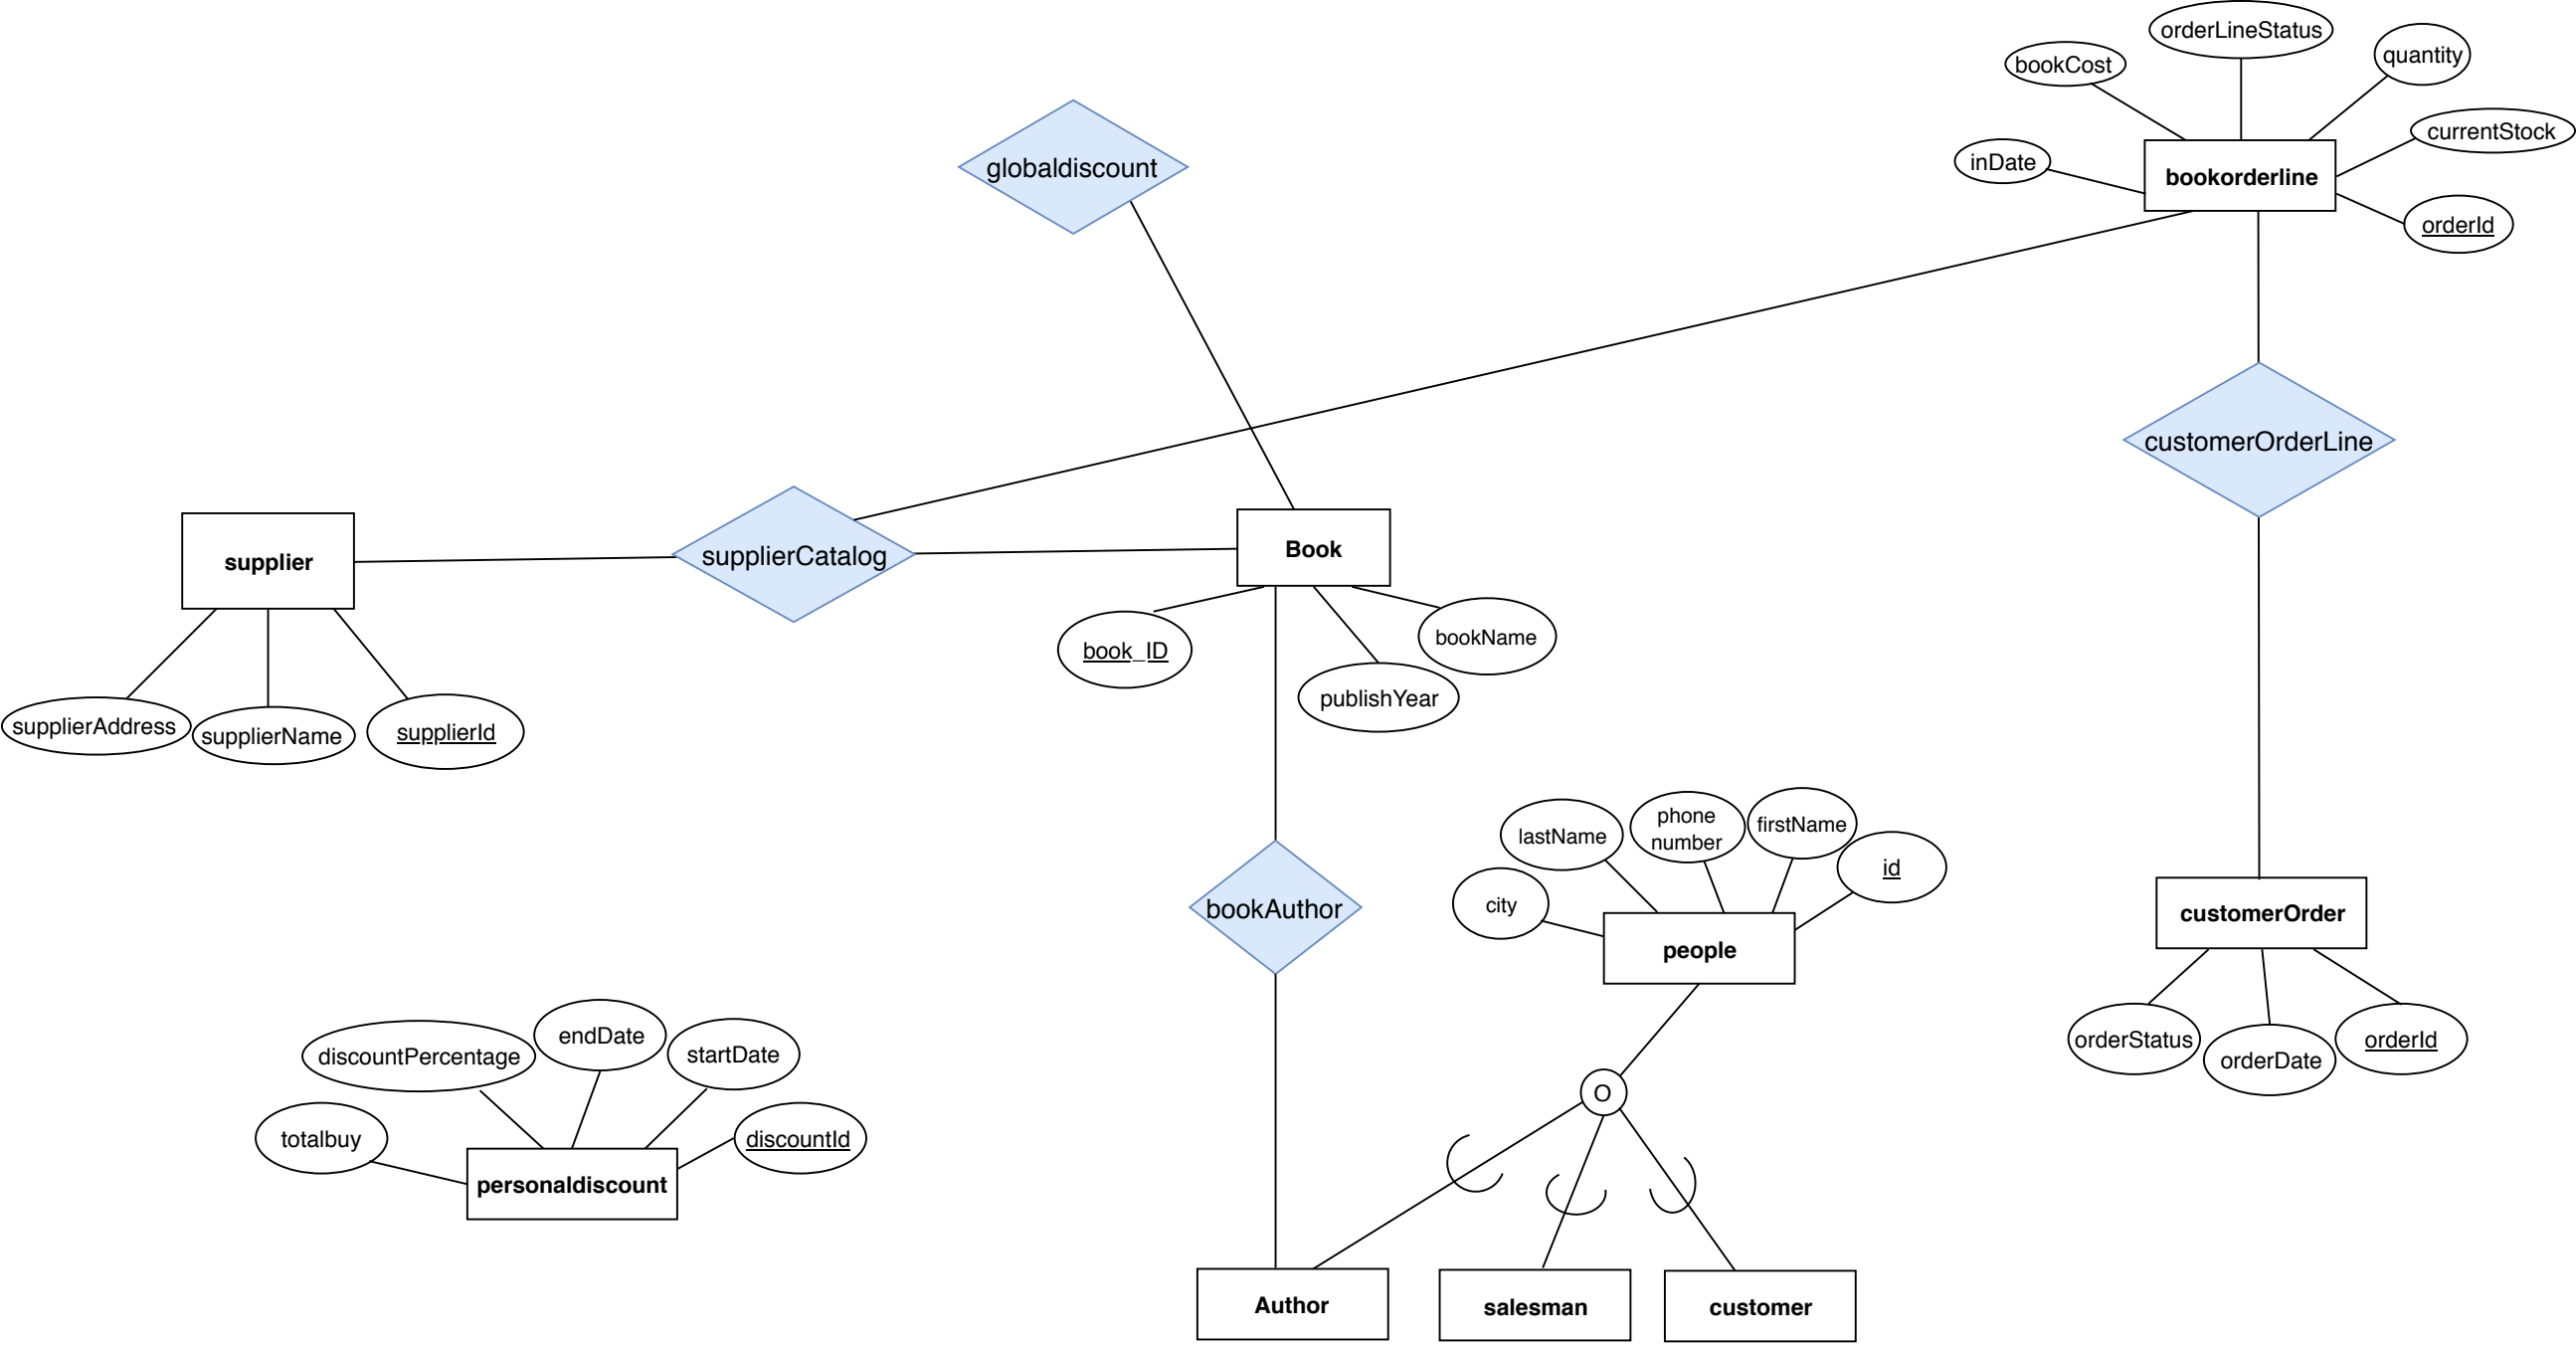 orderLineStatus
bookCost
quantity
currentStock
inDate
globaldiscount
bookorderline
orderId
customerOrderLine
supplier
supplierCatalog
Book
book_ID
bookName
publishYear
supplierAddress
supplierName
supplierId
lastName
phone
number
firstName
id
city
bookAuthor
people
customerOrder
orderStatus
orderDate
orderId
discountPercentage
endDate
startDate
totalbuy
discountId
personaldiscount
O
Author
salesman
customer